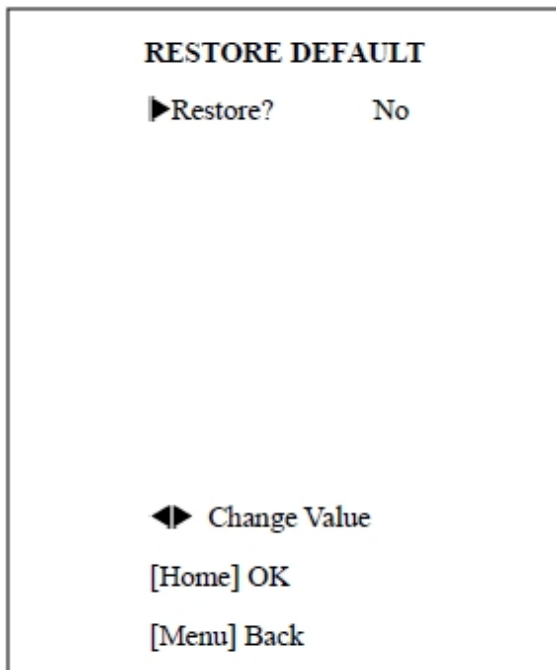 RESTORE DEFAULT
▶Restore? No
◀▶ Change Value
[Home] OK
[Menu] Back